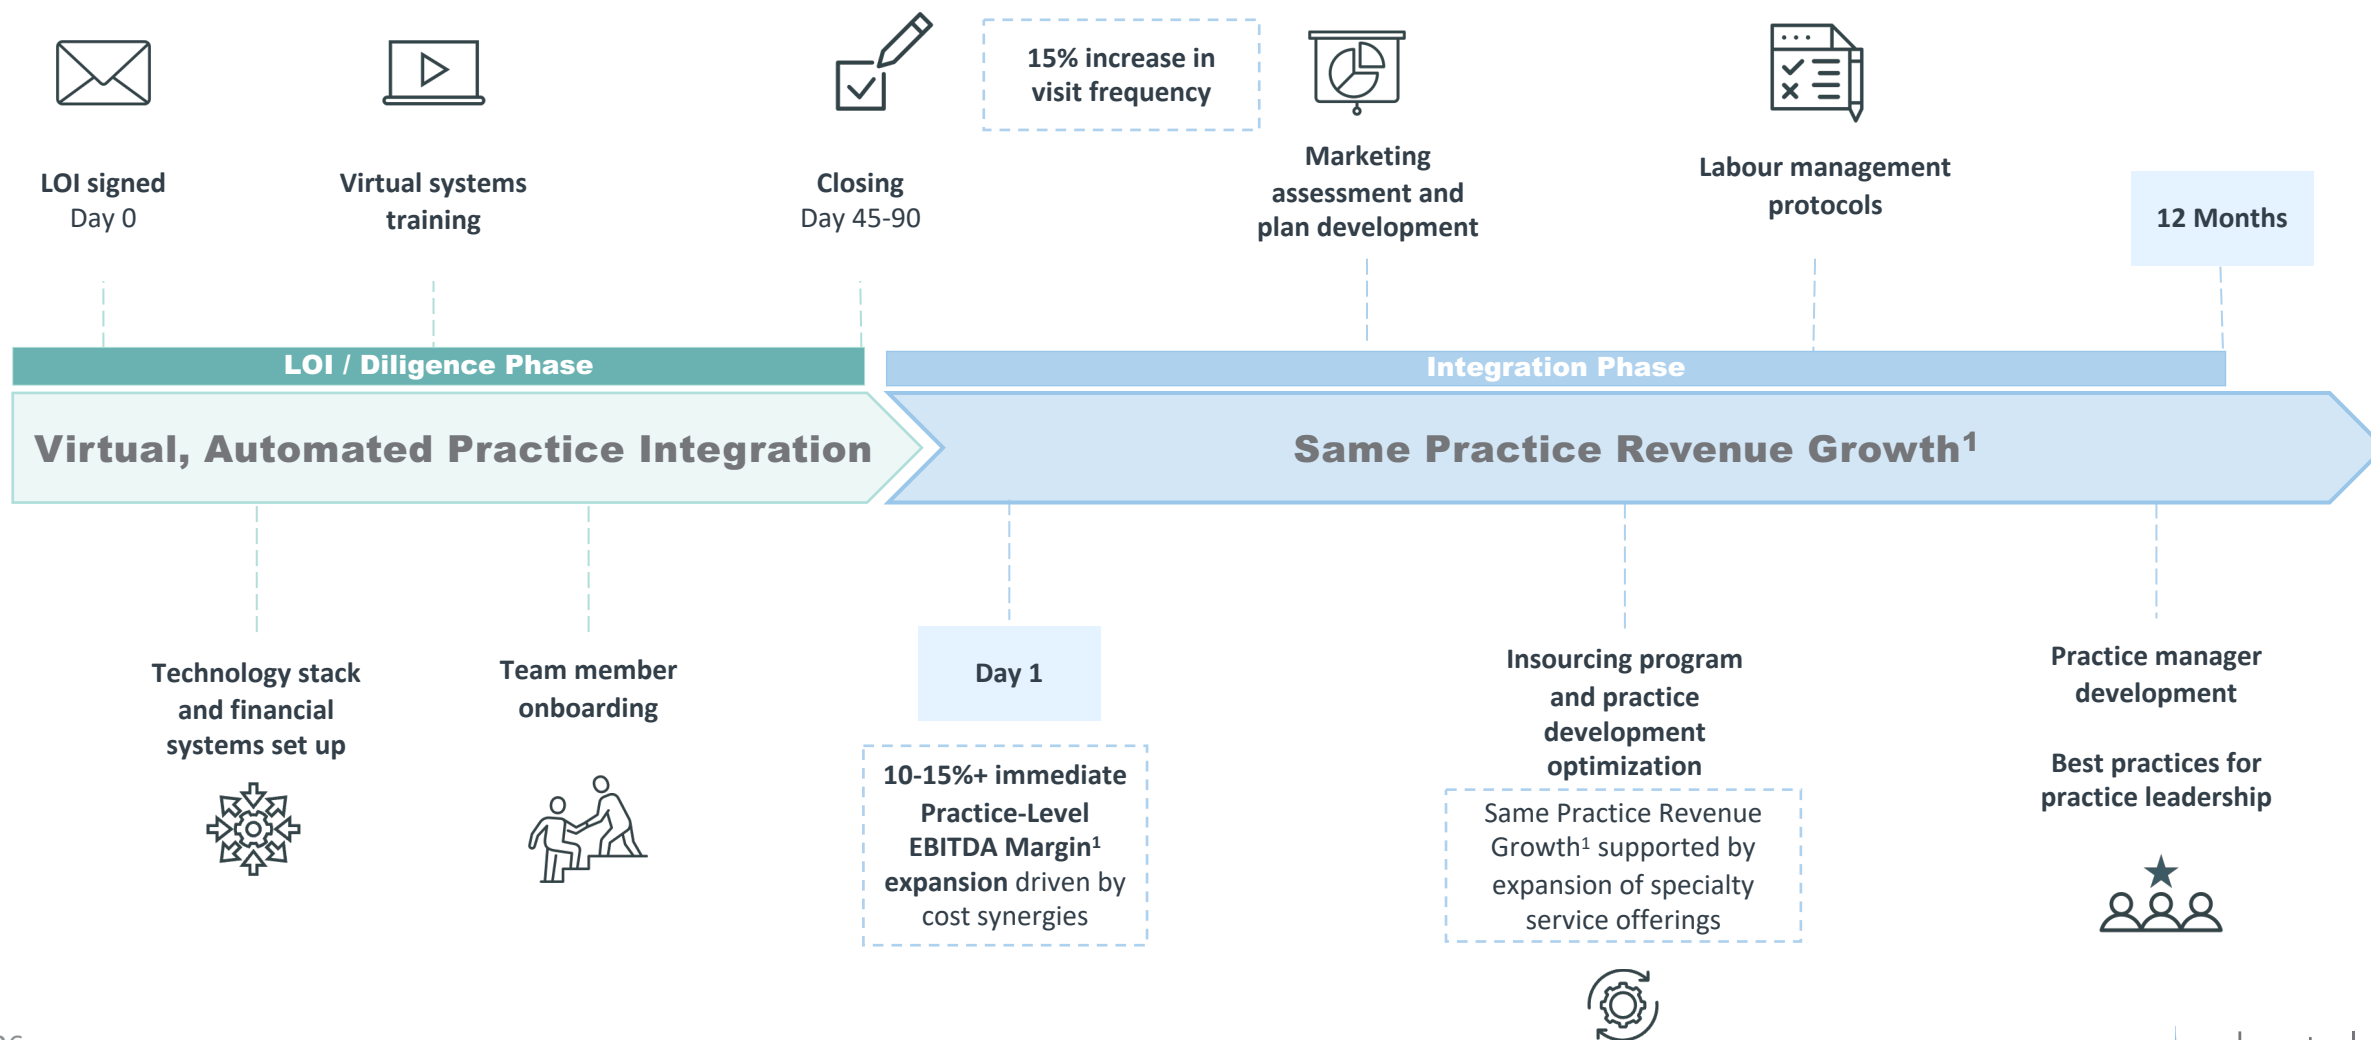 15% increase in
visit frequency
LOI signed
Day 0
Virtual systems
training
Closing
Day 45-90
Marketing
assessment and
plan development
Labour management
protocols
12 Months
LOI / Diligence Phase
Integration Phase
Virtual, Automated Practice Integration
Same Practice Revenue Growth¹
Technology stack
and financial
systems set up
Team member
onboarding
Day 1
10-15%+ immediate
Practice-Level
EBITDA Margin¹
expansion driven by
cost synergies
Insourcing program
and practice
development
optimization
Same Practice Revenue
Growth¹ supported by
expansion of specialty
service offerings
Practice manager
development
Best practices for
practice leadership